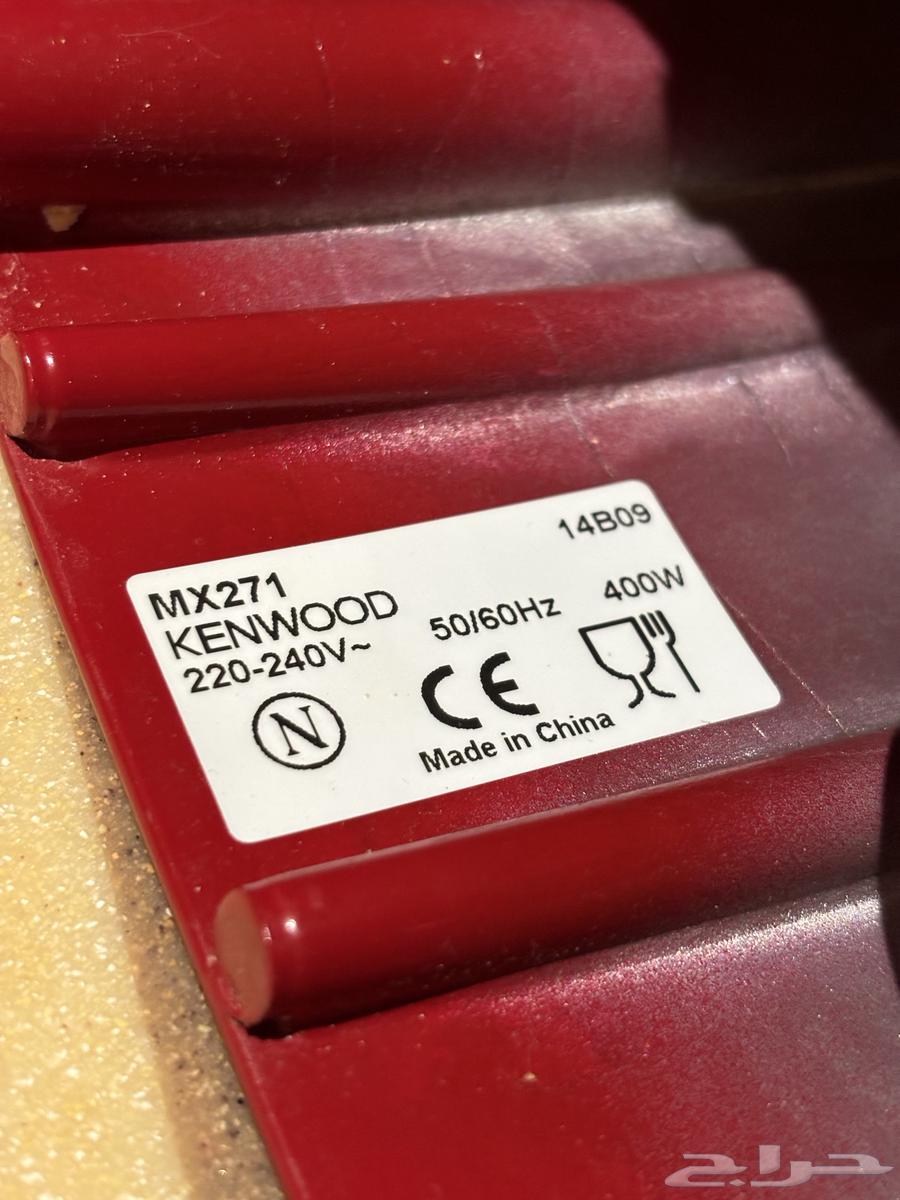 14B09
MX271
KENWOOD
220-240V~ 50/60Hz 400W
N
CE
Made in China
حراج